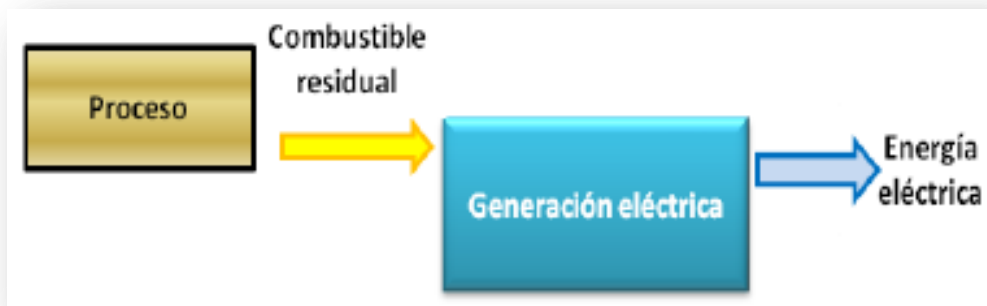 Combustible
residual
Proceso
Generación eléctrica
Energía
eléctrica